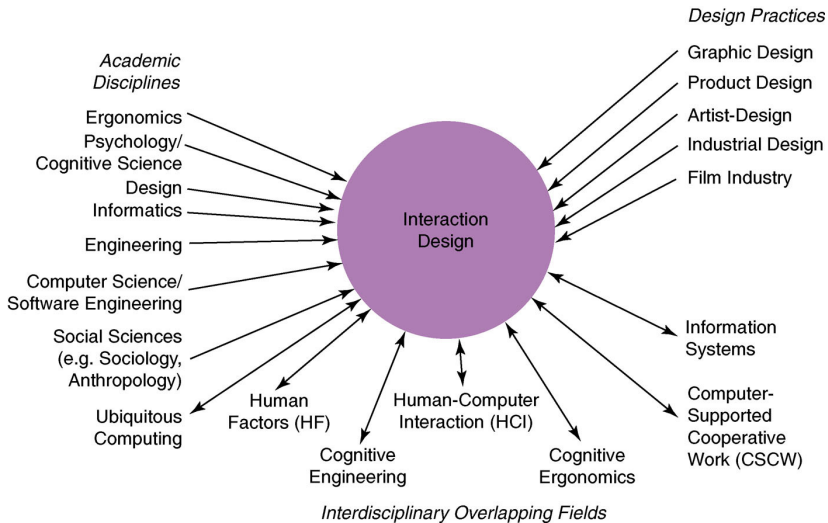 Academic
Disciplines
Ergonomics
Psychology/
Cognitive Science
Design
Informatics
Engineering
Computer Science/
Software Engineering
Social Sciences
(e.g. Sociology,
Anthropology)
Ubiquitous
Computing
Design Practices
Graphic Design
Product Design
Artist-Design
Industrial Design
Film Industry
Interaction
Design
Human
Factors (HF)
Cognitive
Engineering
Human-Computer
Interaction (HCI)
Cognitive
Ergonomics
Information
Systems
Computer-
Supported
Cooperative
Work (CSCW)
Interdisciplinary Overlapping Fields